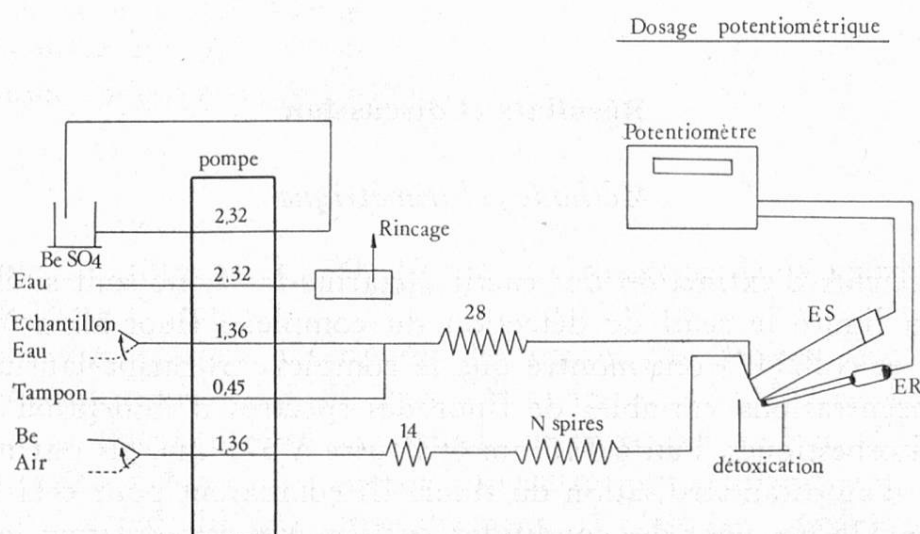 Dosage potentiométrique
Potentiomètre
pompe
2,32
Be SO4
2,32
Rincage
Eau
Echantillon
1,36
28
Eau
ES
Tampon
0.45
ER
Be
1,36
14
N spires
Air
détoxication